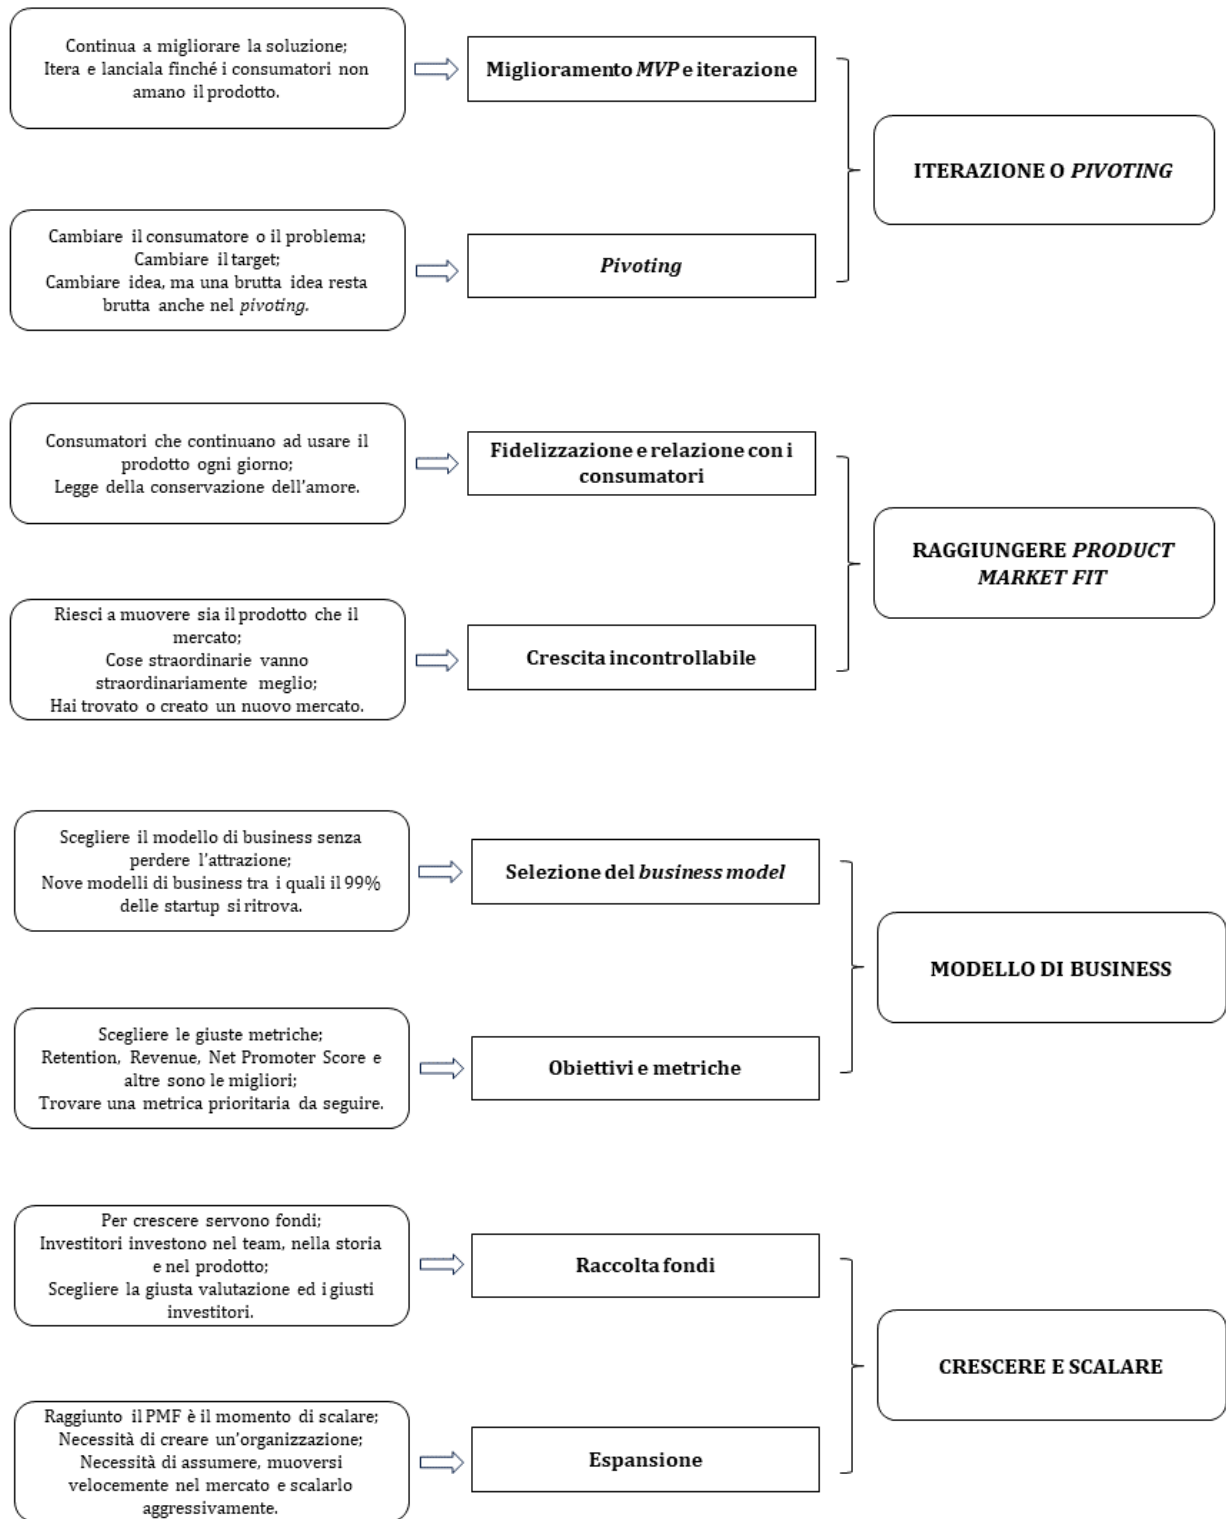 Continua a migliorare la soluzione;
Itera e lanciala finché i consumatori non
amano il prodotto.
Miglioramento MVP e iterazione
ITERAZIONE O PIVOTING
Cambiare il consumatore o il problema;
Cambiare il target;
Cambiare idea, ma una brutta idea resta
brutta anche nel pivoting.
Pivoting
Consumatori che continuano ad usare il
prodotto ogni giorno;
Legge della conservazione dell'amore.
Fidelizzazione e relazione con i
consumatori
RAGGIUNGERE PRODUCT
MARKET FIT
Riesci a muovere sia il prodotto che il
mercato;
Cose straordinarie vanno
straordinariamente meglio;
Hai trovato o creato un nuovo mercato.
Crescita incontrollabile
Scegliere il modello di business senza
perdere l'attrazione;
Nove modelli di business tra i quali il 99%
delle startup si ritrova.
Selezione del business model
MODELLO DI BUSINESS
Scegliere le giuste metriche;
Retention, Revenue, Net Promoter Score e
altre sono le migliori;
Trovare una metrica prioritaria da seguire.
Obiettivi e metriche
Per crescere servono fondi;
Investitori investono nel team, nella storia
e nel prodotto;
Scegliere la giusta valutazione ed i giusti
investitori.
Raccolta fondi
CRESCERE E SCALARE
Raggiunto il PMF è il momento di scalare;
Necessità di creare un'organizzazione;
Necessità di assumere, muoversi
velocemente nel mercato e scalarlo
aggressivamente.
Espansione